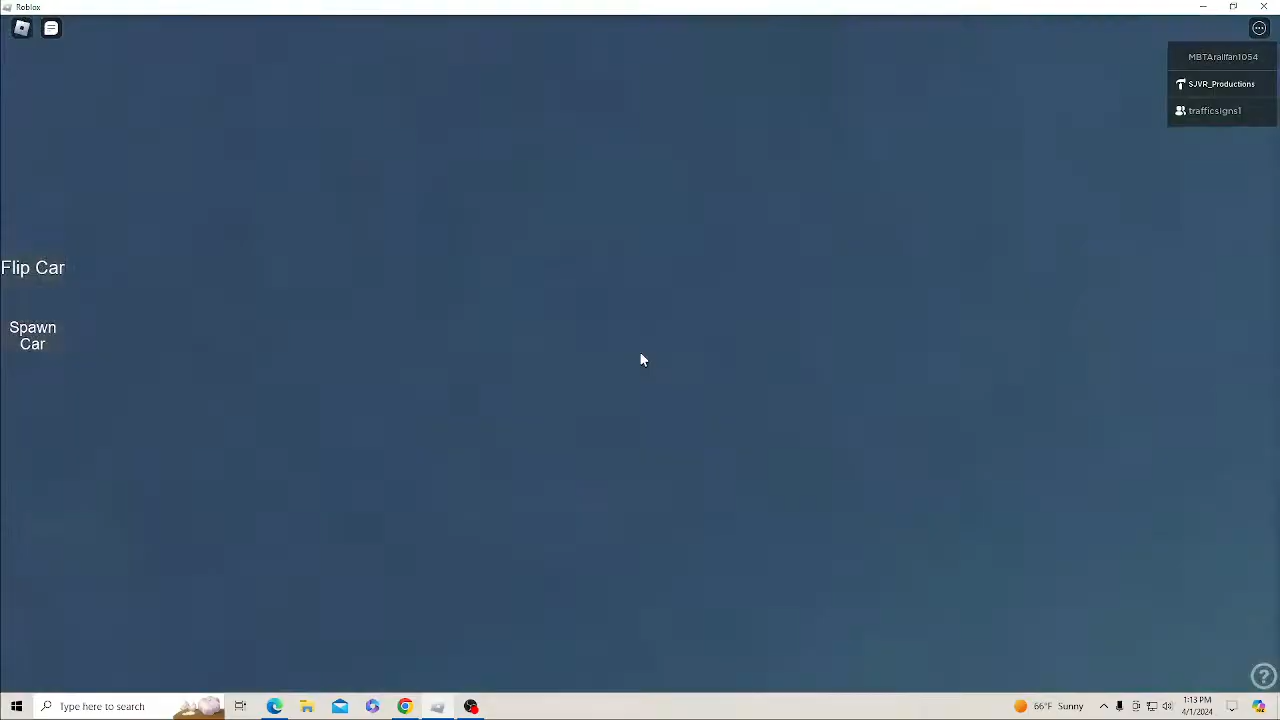 Roblox
MBTArailfan1054
SJVR_Productions
trafficsigns1
Flip Car
Spawn
Car
?
Type here to search
66°F Sunny
1:13 PM
4/1/2024